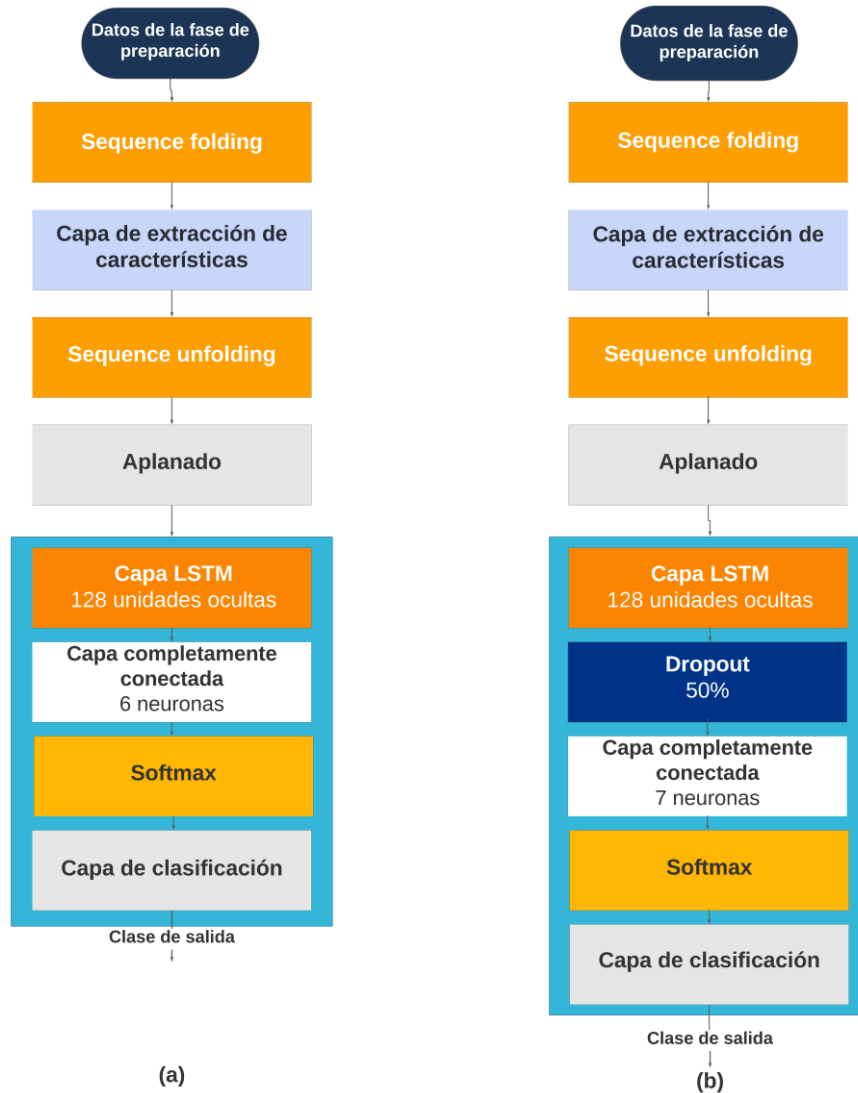 Datos de la fase de
preparación
Sequence folding
Capa de extracción de
características
Sequence unfolding
Aplanado
Capa LSTM
128 unidades ocultas
Capa completamente
conectada
6 neuronas
Softmax
Capa de clasificación
Clase de salida
(a)
Datos de la fase de
preparación
Sequence folding
Capa de extracción de
características
Sequence unfolding
Aplanado
Capa LSTM
128 unidades ocultas
Dropout
50%
Capa completamente
conectada
7 neuronas
Softmax
Capa de clasificación
Clase de salida
(b)